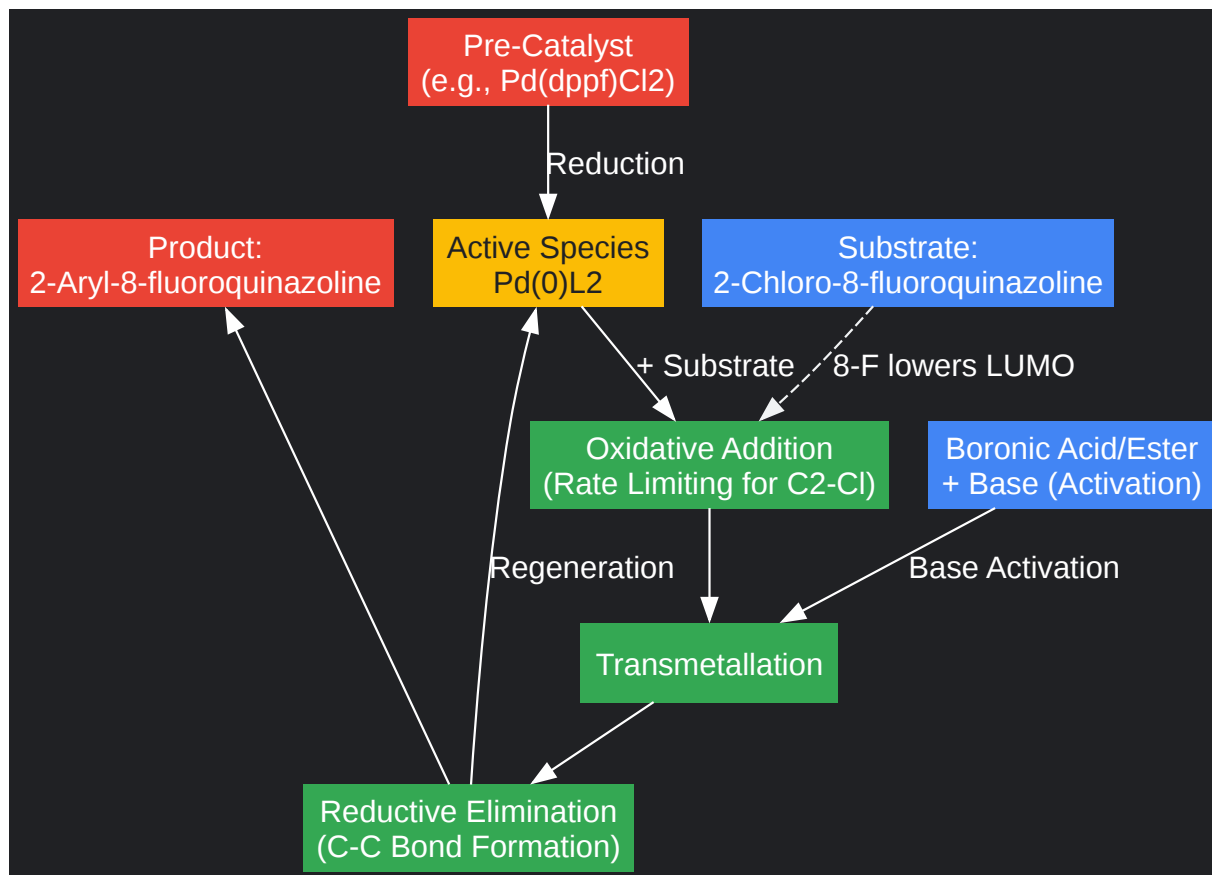 Pre-Catalyst
(e.g., Pd(dppf)Cl2)
Reduction
Product:
2-Aryl-8-fluoroquinazoline
Active Species
Pd(0)L2
Substrate:
2-Chloro-8-fluoroquinazoline
+ Substrate
8-F lowers LUMO
Oxidative Addition
(Rate Limiting for C2-Cl)
Boronic Acid/Ester
+ Base (Activation)
Regeneration
Base Activation
Transmetallation
Reductive Elimination
(C-C Bond Formation)